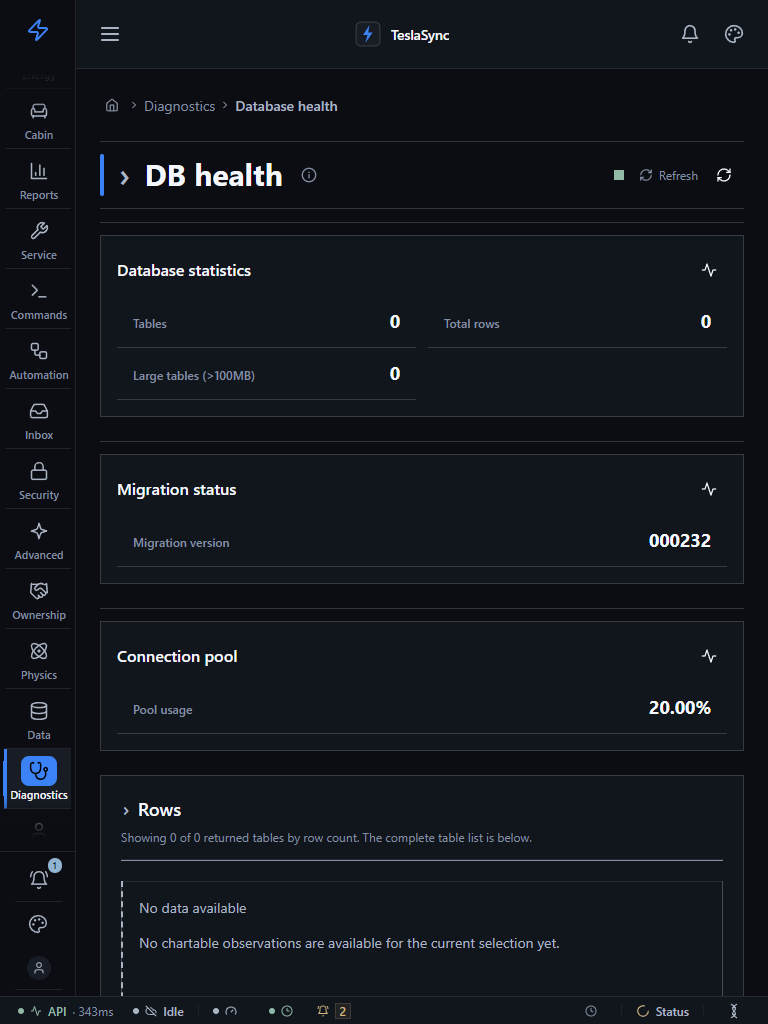 TeslaSync
Energy
Cabin
Reports
Service
Commands
Automation
Inbox
Security
Advanced
Ownership
Physics
Data
Diagnostics
1
Diagnostics
Database health
DB health
Refresh
Database statistics
Tables 0
Total rows 0
Large tables (>100MB) 0
Migration status
Migration version 000232
Connection pool
Pool usage 20.00%
Rows
Showing 0 of 0 returned tables by row count. The complete table list is below.
No data available
No chartable observations are available for the current selection yet.
API · 343ms
Idle
2
Status